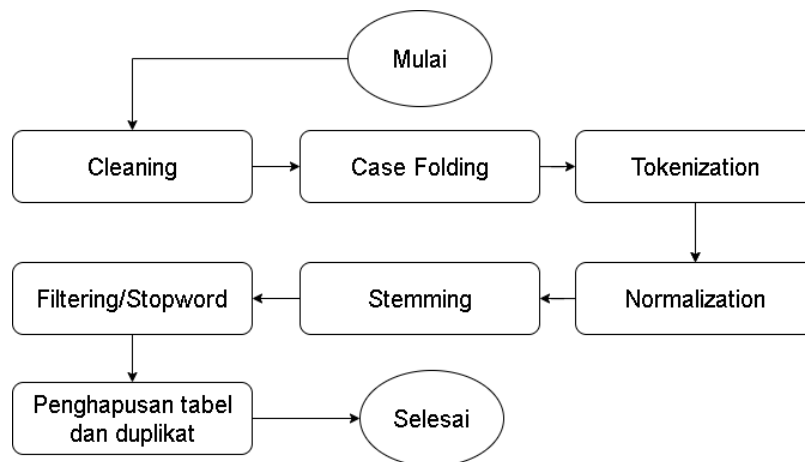 Mulai
Cleaning
Case Folding
Tokenization
Normalization
Stemming
Filtering/Stopword
Penghapusan tabel
dan duplikat
Selesai